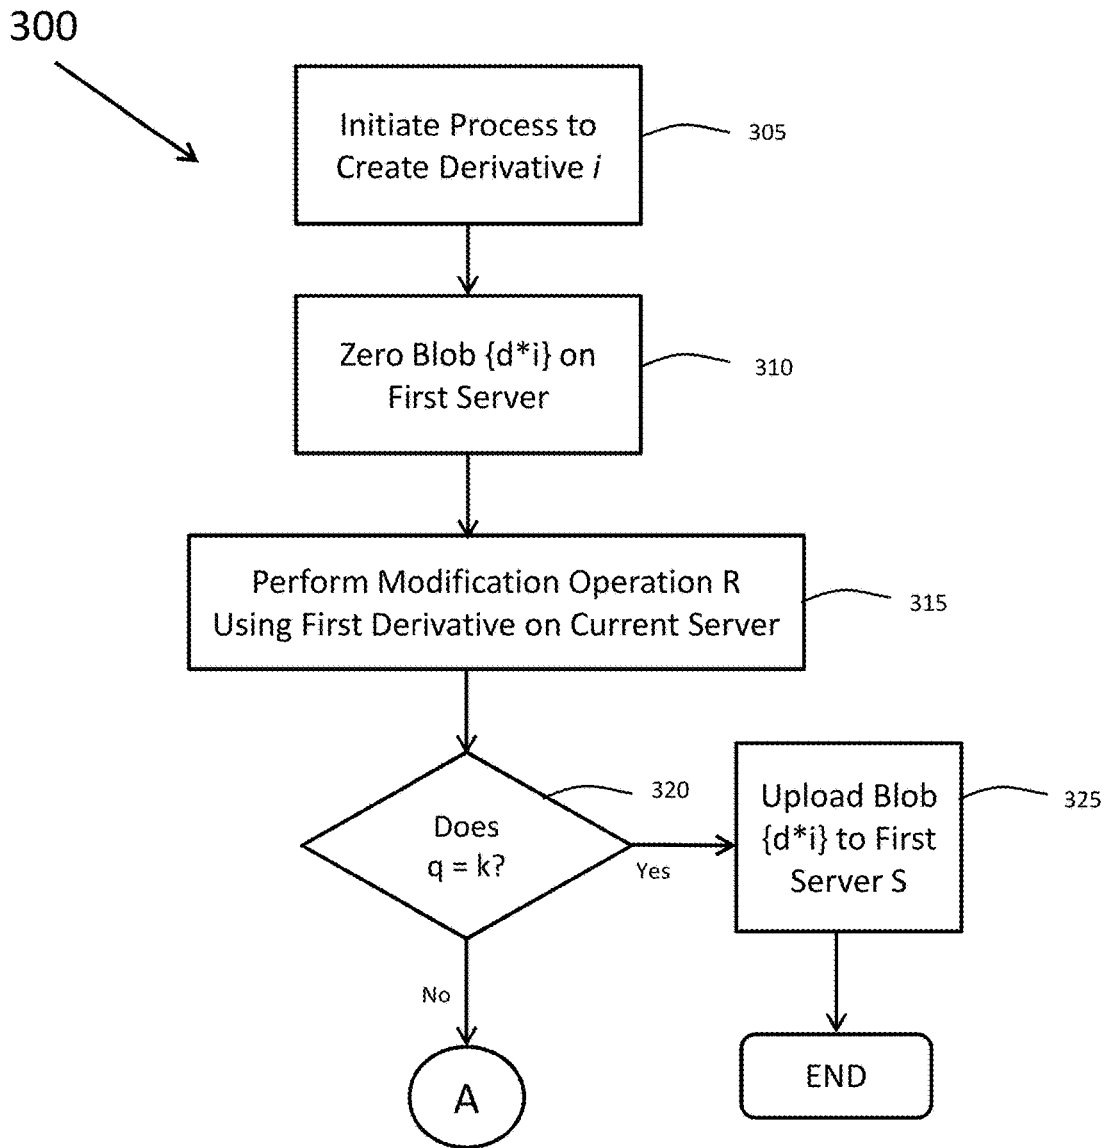 300
Initiate Process to
Create Derivative i
305
Zero Blob {d*i} on
First Server
310
Perform Modification Operation R
Using First Derivative on Current Server
315
Does
q = k?
320
Yes
Upload Blob
{d*i} to First
Server S
325
No
A
END